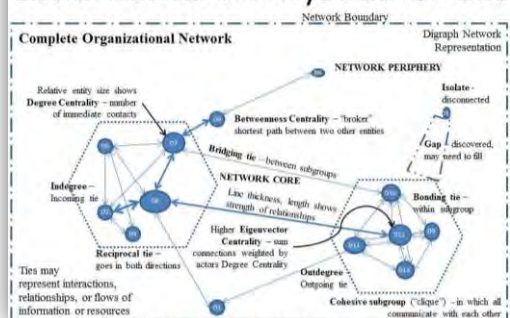 Network Boundary
Complete Organizational Network
Digraph Network
Representation
NETWORK PERIPHERY
Relative entity size shows
Degree Centrality – number
of immediate contacts
Isolate -
disconnected
Betweenness Centrality – "broker"
shortest path between two other entities
Gap - discovered,
may need to fill
Bridging tie – between subgroups
NETWORK CORE
Indegree –
Incoming tie
Line thickness, length shows
strength of relationships
Bonding tie –
within subgroup
Higher Eigenvector
Centrality – sum
connections weighted by
actors Degree Centrality
Reciprocal tie –
goes in both directions
Outdegree –
Outgoing tie
Ties may
represent interactions,
relationships, or flows of
information or resources
Cohesive subgroup ("clique") – in which all
communicate with each other